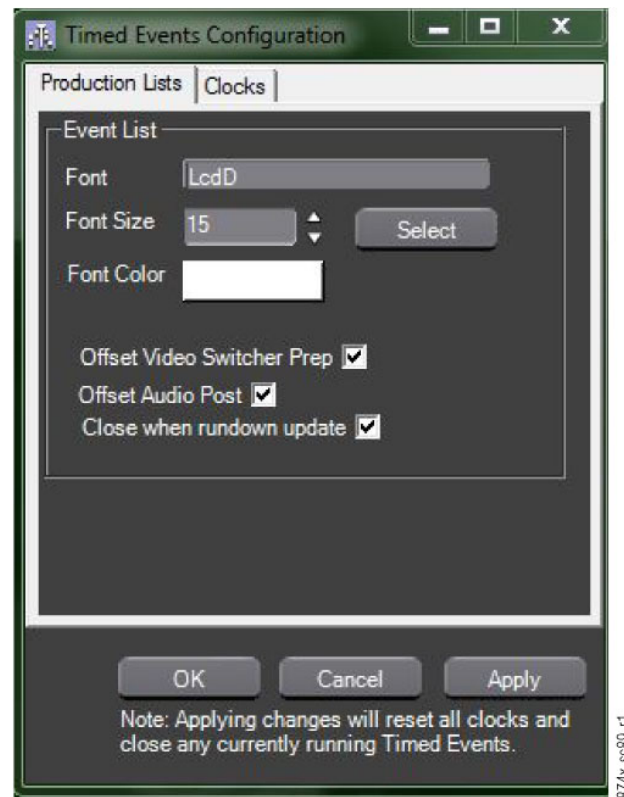 Timed Events Configuration
Production Lists
Clocks
Event List
Font
LcdD
Font Size
15
Select
Font Color
Offset Video Switcher Prep
Offset Audio Post
Close when rundown update
OK
Cancel
Apply
Note: Applying changes will reset all clocks and
close any currently running Timed Events.